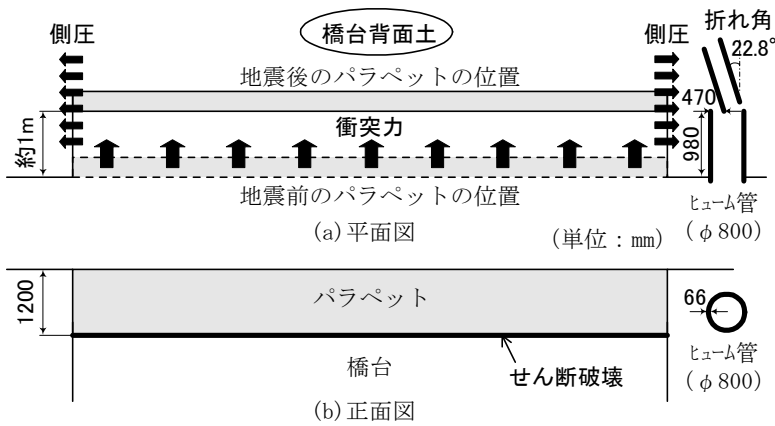 側圧
橋台背面土
側圧
折れ角
22.8°
地震後のパラペットの位置
470
衝突力
約1m
980
地震前のパラペットの位置
(a)平面図
(単位:mm)
ヒューム管
(φ800)
1200
パラペット
66
橋台
せん断破壊
ヒューム管
(φ800)
(b)正面図